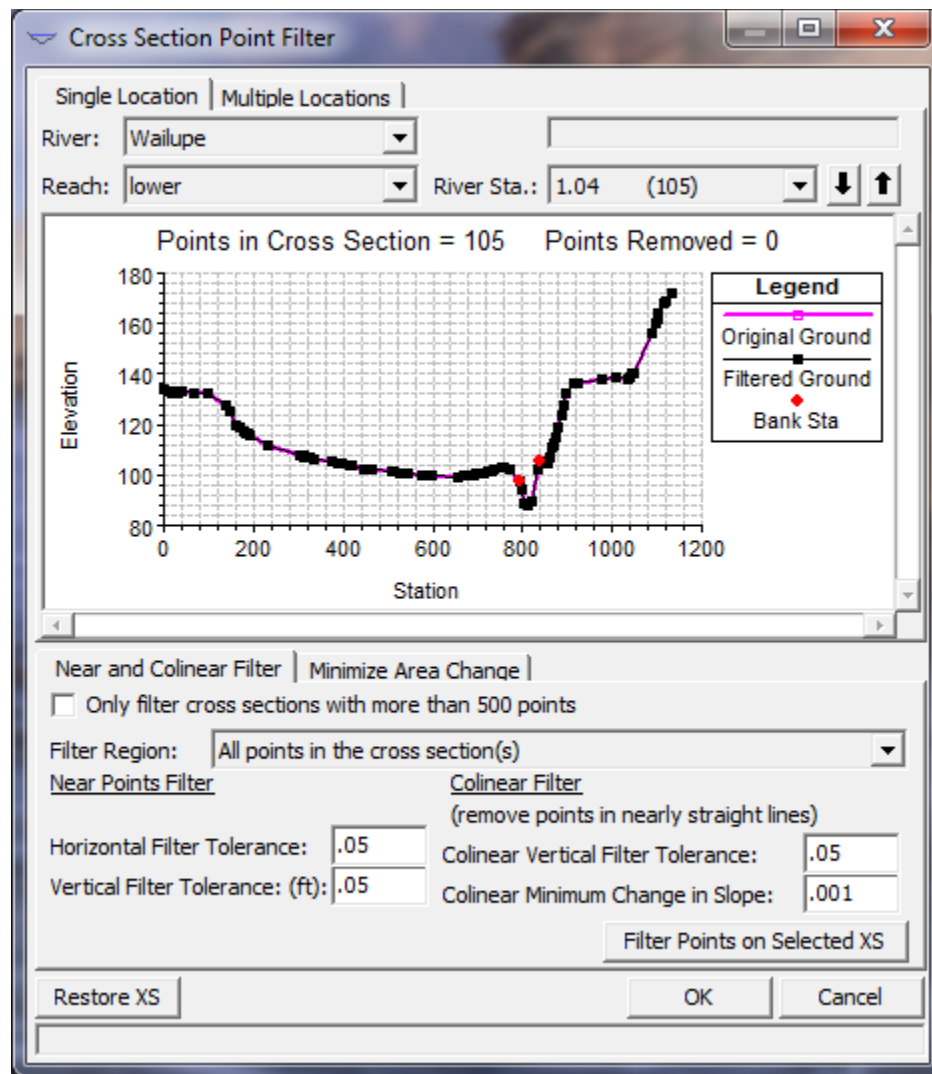 Cross Section Point Filter
Single Location Multiple Locations
River: Wailupe
Reach: lower River Sta.: 1.04 (105)
Points in Cross Section = 105 Points Removed = 0
180
160
140
120
100
80
Elevation
0 200 400 600 800 1000 1200
Station
Legend
Original Ground
Filtered Ground
Bank Sta
Near and Colinear Filter Minimize Area Change
Only filter cross sections with more than 500 points
Filter Region: All points in the cross section(s)
Near Points Filter Colinear Filter
(remove points in nearly straight lines)
Horizontal Filter Tolerance: .05 Colinear Vertical Filter Tolerance: .05
Vertical Filter Tolerance: (ft): .05 Colinear Minimum Change in Slope: .001
Filter Points on Selected XS
Restore XS OK Cancel